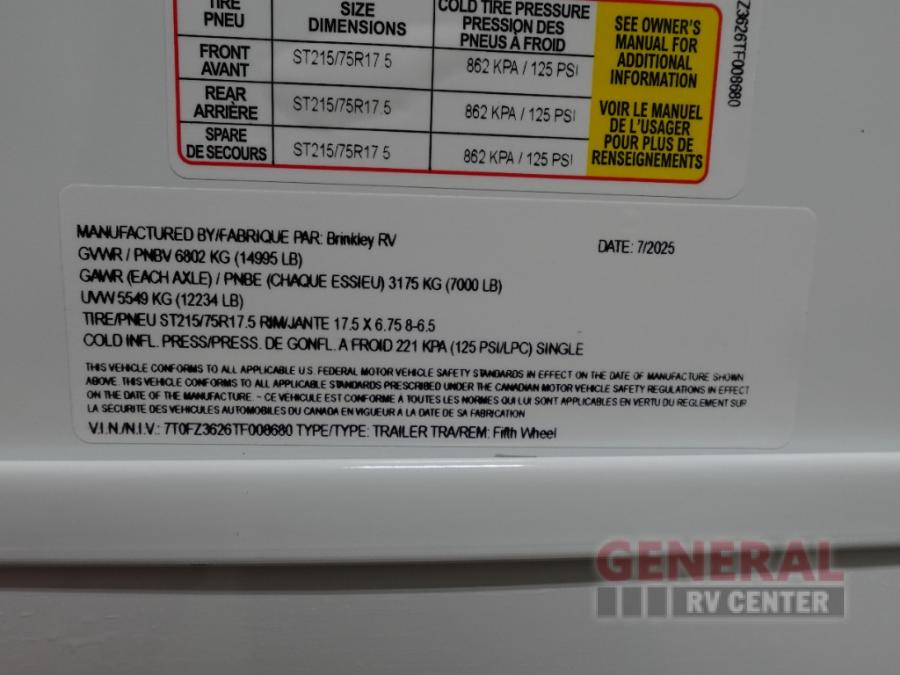 TIRE
PNEU
SIZE
DIMENSIONS
COLD TIRE PRESSURE
PRESSION DES
PNEUS À FROID
SEE OWNER'S
MANUAL FOR
ADDITIONAL
INFORMATION
VOIR LE MANUEL
DE L'USAGER
POUR PLUS DE
RENSEIGNEMENTS
FRONT
AVANT
ST215/75R17 5
862 KPA / 125 PSI
REAR
ARRIÈRE
ST215/75R17.5
862 KPA / 125 PSI
SPARE
DE SECOURS
ST215/75R17 5
862 KPA / 125 PSI
Z3626TF008680
MANUFACTURED BY/FABRIQUE PAR: Brinkley RV
DATE: 7/2025
GVWR / PNBV 6802 KG (14995 LB)
GAWR (EACH AXLE) / PNBE (CHAQUE ESSIEU) 3175 KG (7000 LB)
UVW 5549 KG (12234 LB)
TIRE/PNEU ST215/75R17.5 RIM/JANTE 17.5 X 6.75 8-6.5
COLD INFL. PRESS/PRESS. DE GONFL. A FROID 221 KPA (125 PSI/LPC) SINGLE
THIS VEHICLE CONFORMS TO ALL APPLICABLE U.S. FEDERAL MOTOR VEHICLE SAFETY STANDARDS IN EFFECT ON THE DATE OF MANUFACTURE SHOWN
ABOVE. THIS VEHICLE CONFORMS TO ALL APPLICABLE STANDARDS PRESCRIBED UNDER THE CANADIAN MOTOR VEHICLE SAFETY REGULATIONS IN EFFECT
ON THE DATE OF MANUFACTURE. - CE VEHICULE EST CONFORME À TOUTES LES NORMES QUI LUI SONT APPLICABLES EN VERTU DU REGLEMENT SUR
LA SECURITE DES VEHICULES AUTOMOBILES DU CANADA EN VIGUEUR A LA DATE DE SA FABRICATION
V.I.N./N.I.V.: 7T0FZ3626TF008680 TYPE/TYPE: TRAILER TRA/REM: Fifth Wheel
GENERAL
RV CENTER